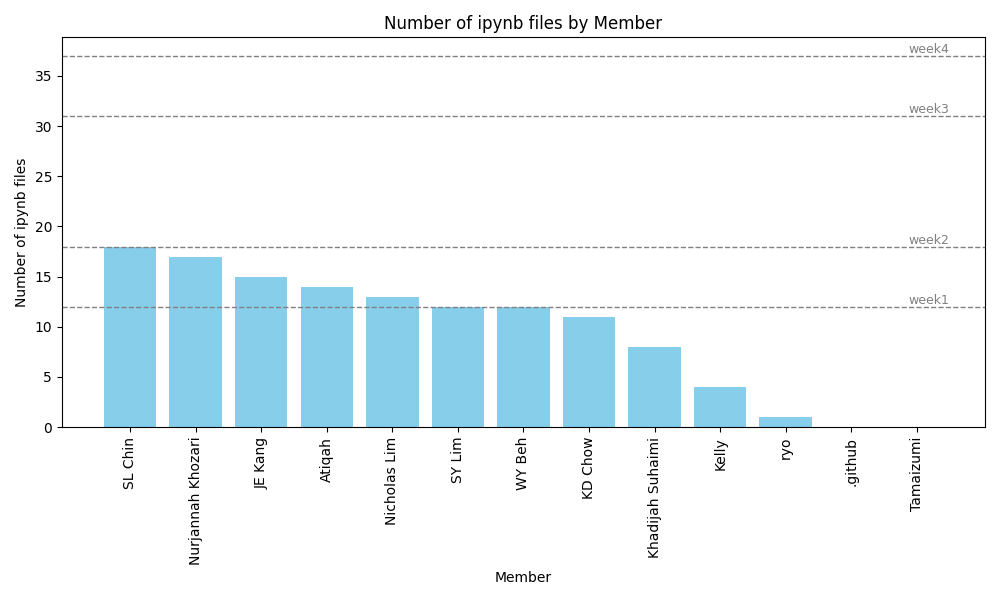 Number of ipynb files by Member
week4
week3
week2
week1
35
30
25
20
15
10
5
0
Number of ipynb files
SL Chin
Nurjannah Khozari
JE Kang
Atiqah
Nicholas Lim
SY Lim
WY Beh
KD Chow
Khadijah Suhaimi
Kelly
ryo
.github
Tamaizumi
Member